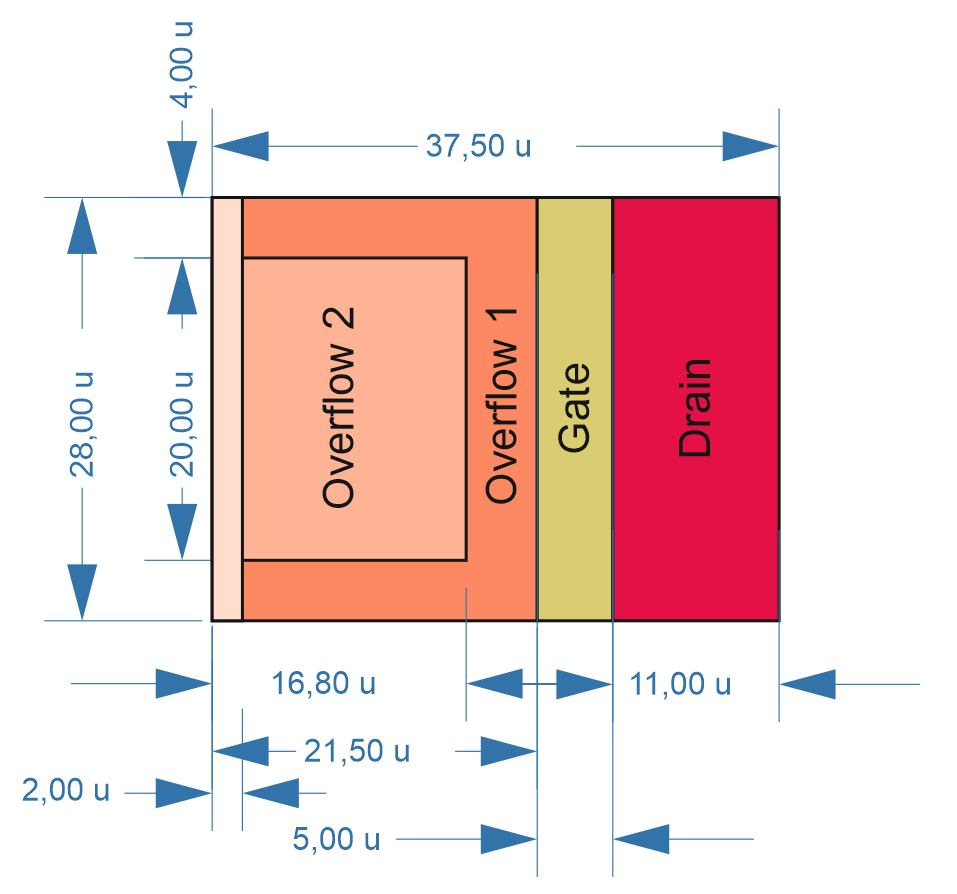 4,00 u
37,50 u
28,00 u
20,00 u
Overflow 2
Overflow 1
Gate
Drain
16,80 u
11,00 u
21,50 u
2,00 u
5,00 u